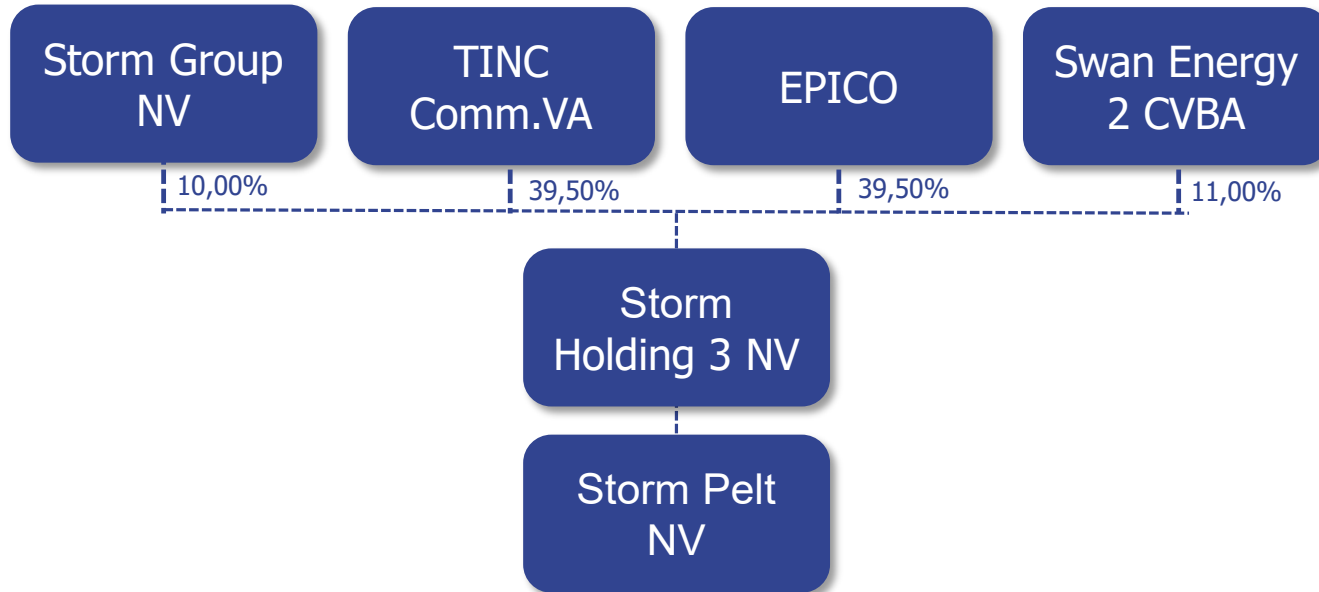 Storm Group
NV
TINC
Comm.VA
EPICO
Swan Energy
2 CVBA
10,00%
39,50%
39,50%
11,00%
Storm
Holding 3 NV
Storm Pelt
NV